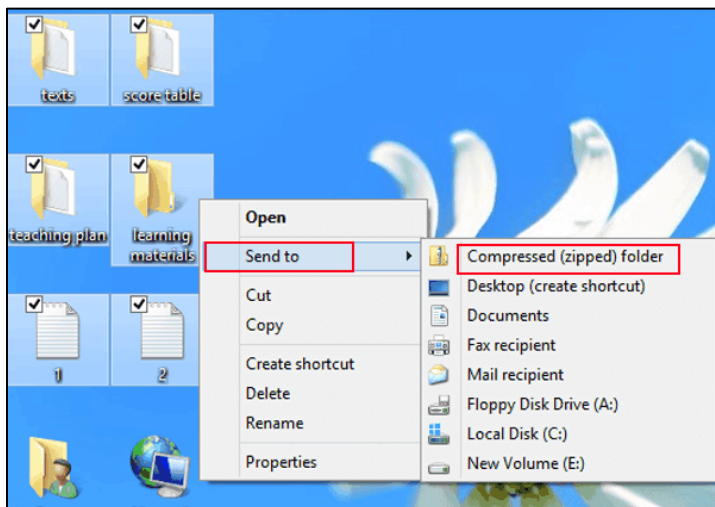 texts
score table
teaching plan
learning
materials
1
2
Open
Send to
Cut
Copy
Create shortcut
Delete
Rename
Properties
Compressed (zipped) folder
Desktop (create shortcut)
Documents
Fax recipient
Mail recipient
Floppy Disk Drive (A:)
Local Disk (C:)
New Volume (E:)